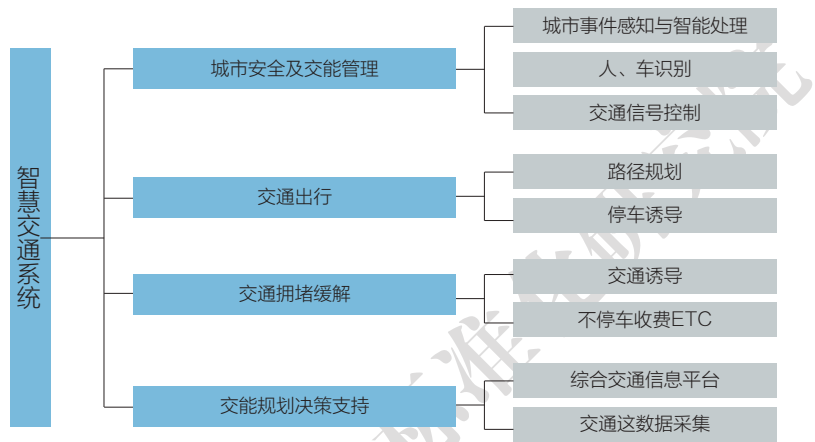 智慧交通系统
城市安全及交能管理
城市事件感知与智能处理
人、车识别
交通信号控制
交通出行
路径规划
停车诱导
交通拥堵缓解
交通诱导
不停车收费ETC
交能规划决策支持
综合交通信息平台
交通这数据采集